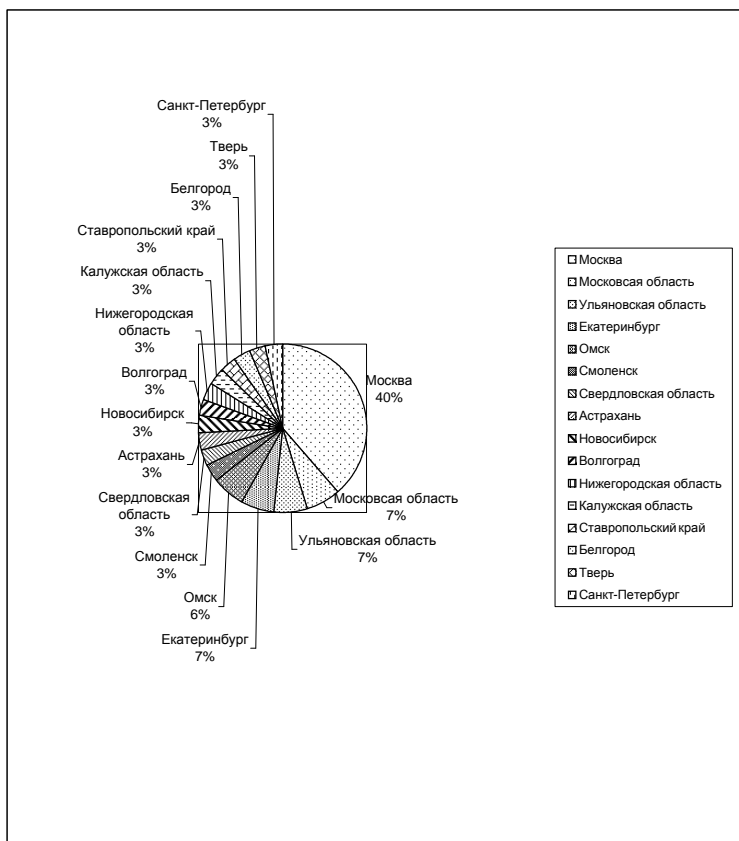 Санкт-Петербург
3%
Тверь
3%
Белгород
3%
Ставропольский край
3%
Калужская область
3%
Нижегородская
область
3%
Волгоград
3%
Новосибирск
3%
Астрахань
3%
Свердловская
область
3%
Смоленск
3%
Омск
6%
Екатеринбург
7%
Ульяновская область
7%
Московсая область
7%
Москва
40%
Москва
Московсая область
Ульяновская область
Екатеринбург
Омск
Смоленск
Свердловская область
Астрахань
Новосибирск
Волгоград
Нижегородская область
Калужская область
Ставропольский край
Белгород
Тверь
Санкт-Петербург